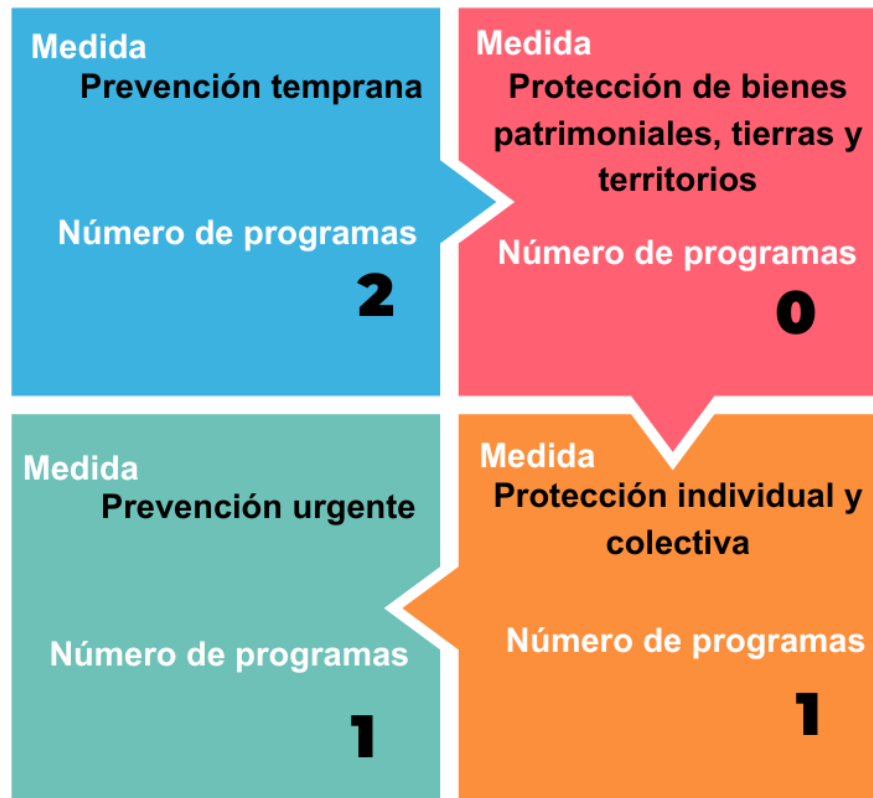 Medida
Prevención temprana
Número de programas
2
Medida
Protección de bienes
patrimoniales, tierras y
territorios
Número de programas
0
Medida
Protección individual y
colectiva
Número de programas
1
Medida
Prevención urgente
Número de programas
1